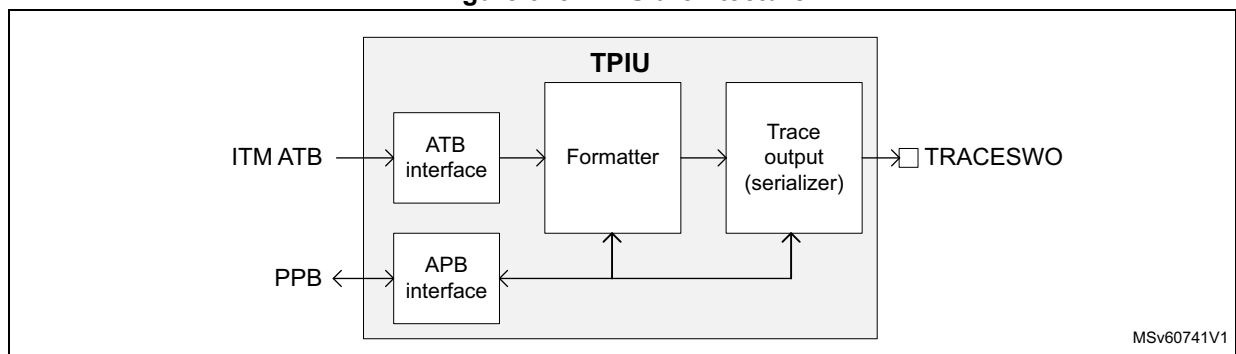 TPIU
ITM ATB
ATB
interface
Formatter
Trace
output
(serializer)
TRACESWO
PPB
APB
interface
MSv60741V1